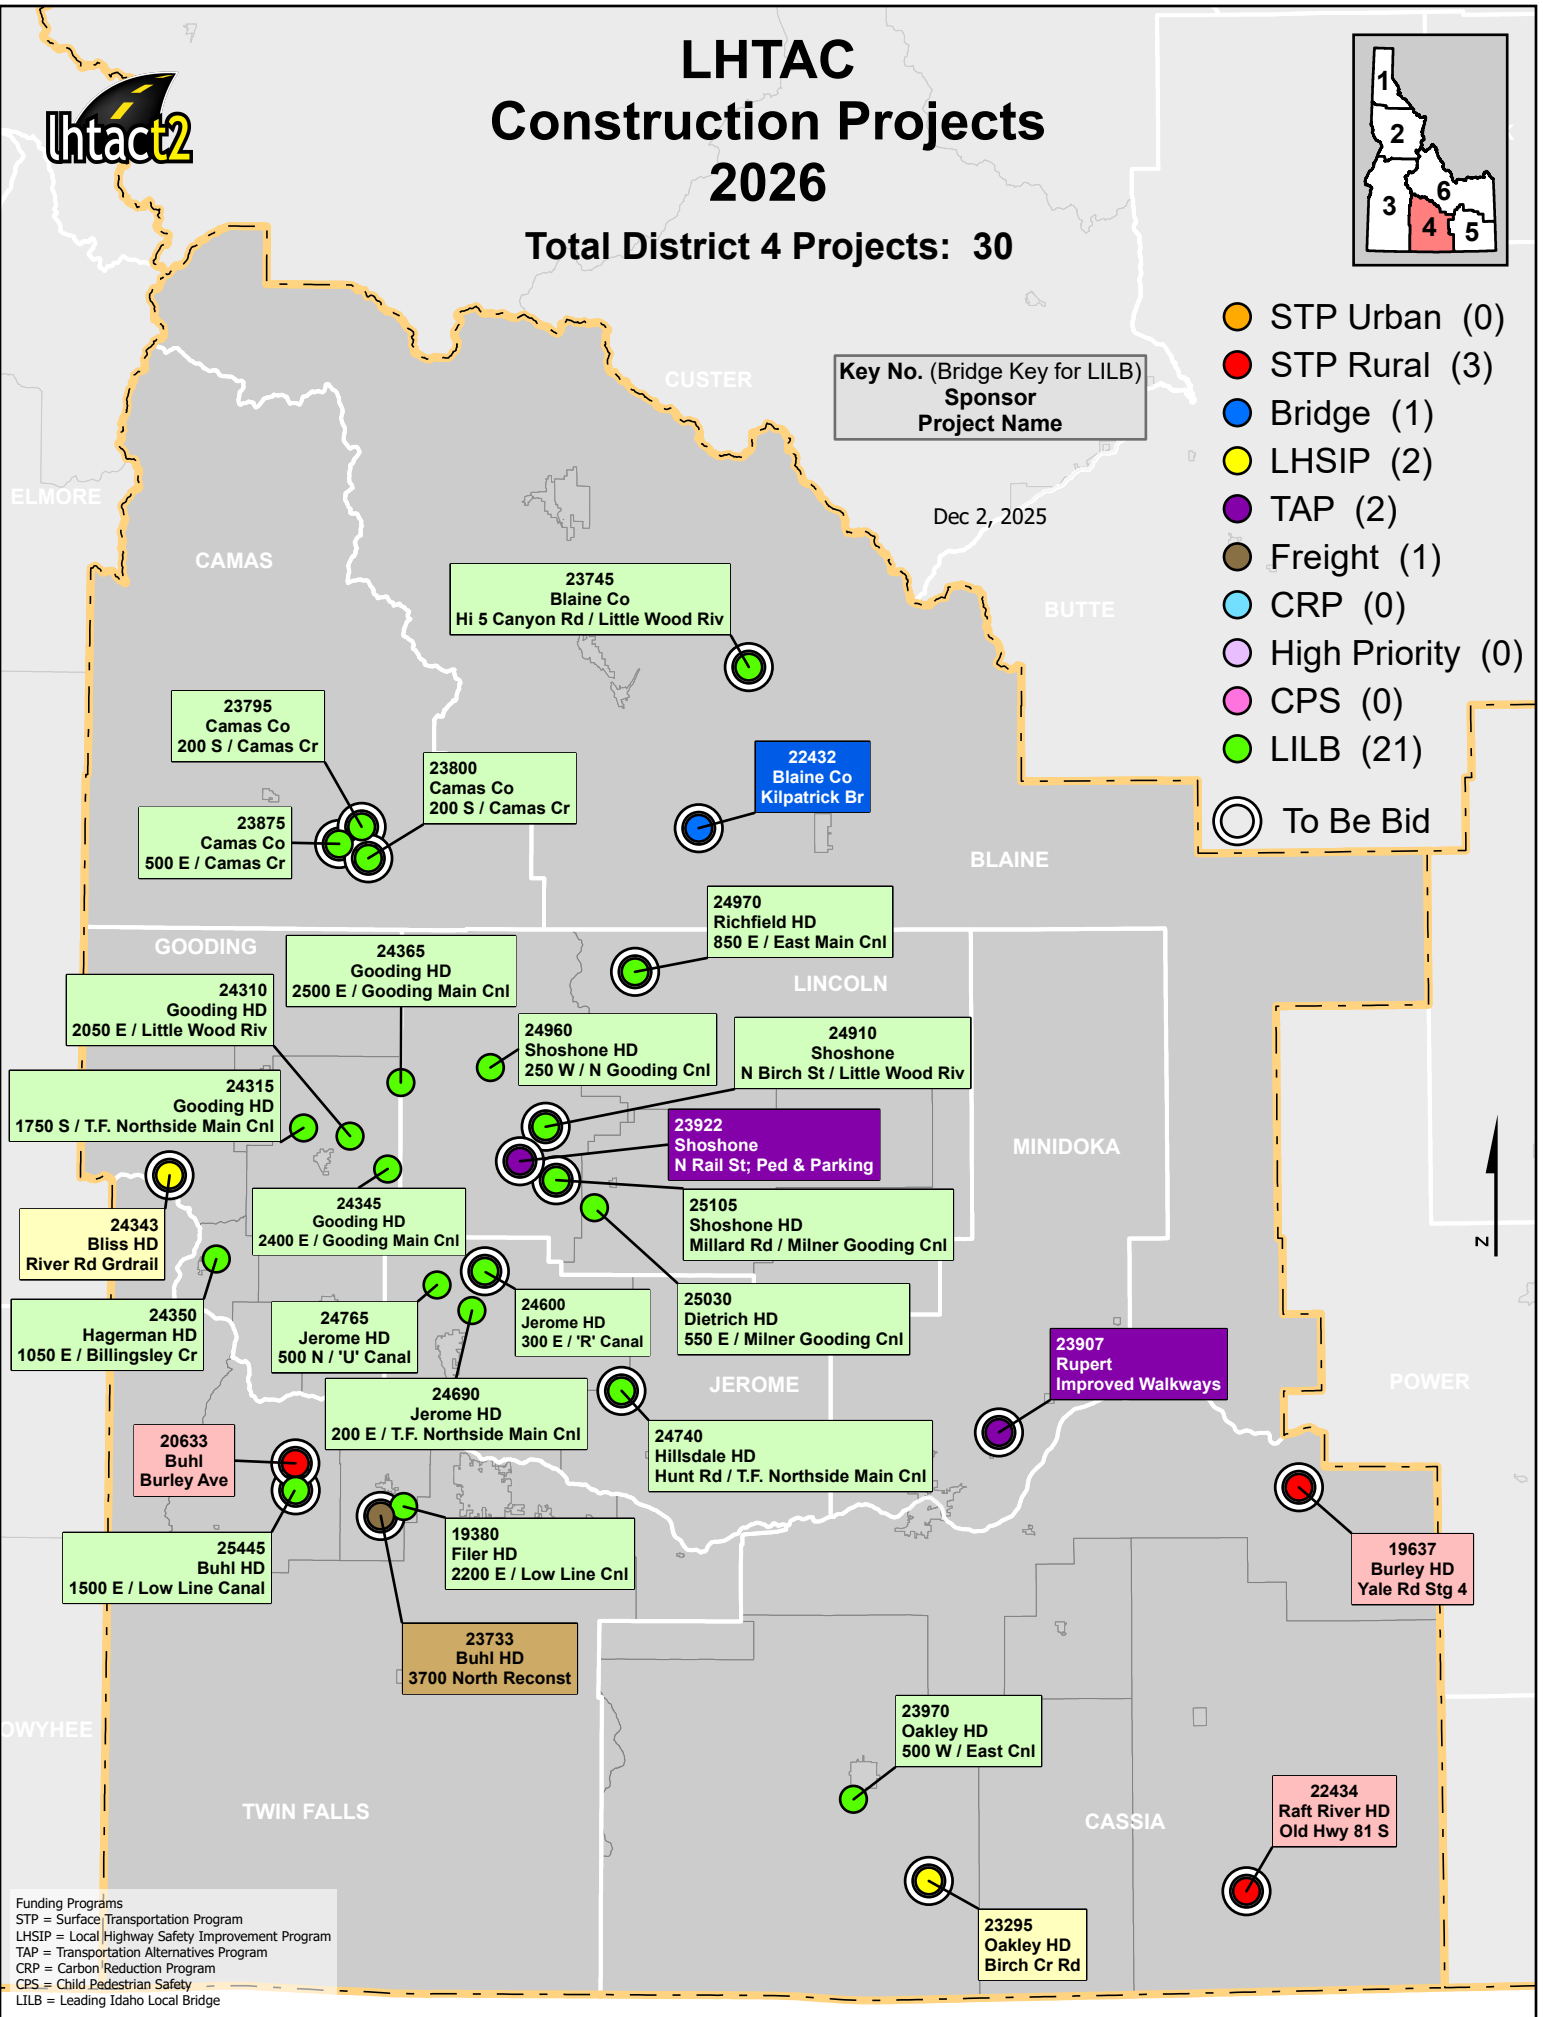 LHTAC
Construction Projects
2026
Total District 4 Projects: 30
lhtact2
1
2
3
6
4
5
STP Urban (0)
STP Rural (3)
Bridge (1)
LHSIP (2)
TAP (2)
Freight (1)
CRP (0)
High Priority (0)
CPS (0)
LILB (21)
To Be Bid
Key No. (Bridge Key for LILB)
Sponsor
Project Name
Dec 2, 2025
CUSTER
ELMORE
CAMAS
BUTTE
23745
Blaine Co
Hi 5 Canyon Rd / Little Wood Riv
23795
Camas Co
200 S / Camas Cr
23800
Camas Co
200 S / Camas Cr
22432
Blaine Co
Kilpatrick Br
23875
Camas Co
500 E / Camas Cr
BLAINE
24970
Richfield HD
850 E / East Main Cnl
GOODING
24365
Gooding HD
2500 E / Gooding Main Cnl
LINCOLN
24310
Gooding HD
2050 E / Little Wood Riv
24960
Shoshone HD
250 W / N Gooding Cnl
24910
Shoshone
N Birch St / Little Wood Riv
24315
Gooding HD
1750 S / T.F. Northside Main Cnl
23922
Shoshone
N Rail St; Ped & Parking
MINIDOKA
24345
Gooding HD
2400 E / Gooding Main Cnl
25105
Shoshone HD
Millard Rd / Milner Gooding Cnl
24343
Bliss HD
River Rd Grdrail
N
24350
Hagerman HD
1050 E / Billingsley Cr
24765
Jerome HD
500 N / 'U' Canal
24600
Jerome HD
300 E / 'R' Canal
25030
Dietrich HD
550 E / Milner Gooding Cnl
23907
Rupert
Improved Walkways
JEROME
POWER
24690
Jerome HD
200 E / T.F. Northside Main Cnl
20633
Buhl
Burley Ave
24740
Hillsdale HD
Hunt Rd / T.F. Northside Main Cnl
25445
Buhl HD
1500 E / Low Line Canal
19380
Filer HD
2200 E / Low Line Cnl
19637
Burley HD
Yale Rd Stg 4
23733
Buhl HD
3700 North Reconst
OWYHEE
23970
Oakley HD
500 W / East Cnl
TWIN FALLS
CASSIA
22434
Raft River HD
Old Hwy 81 S
23295
Oakley HD
Birch Cr Rd
Funding Programs
STP = Surface Transportation Program
LHSIP = Local Highway Safety Improvement Program
TAP = Transportation Alternatives Program
CRP = Carbon Reduction Program
CPS = Child Pedestrian Safety
LILB = Leading Idaho Local Bridge